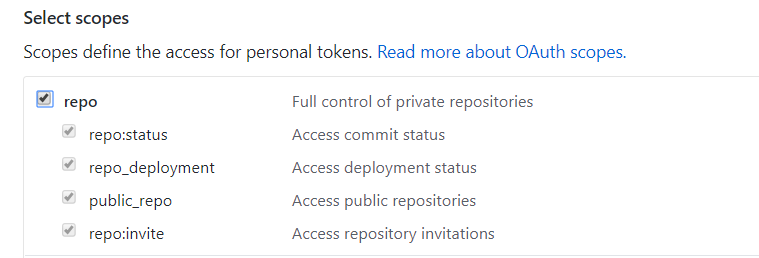 Select scopes
Scopes define the access for personal tokens. Read more about OAuth scopes.
repo Full control of private repositories
repo:status Access commit status
repo_deployment Access deployment status
public_repo Access public repositories
repo:invite Access repository invitations